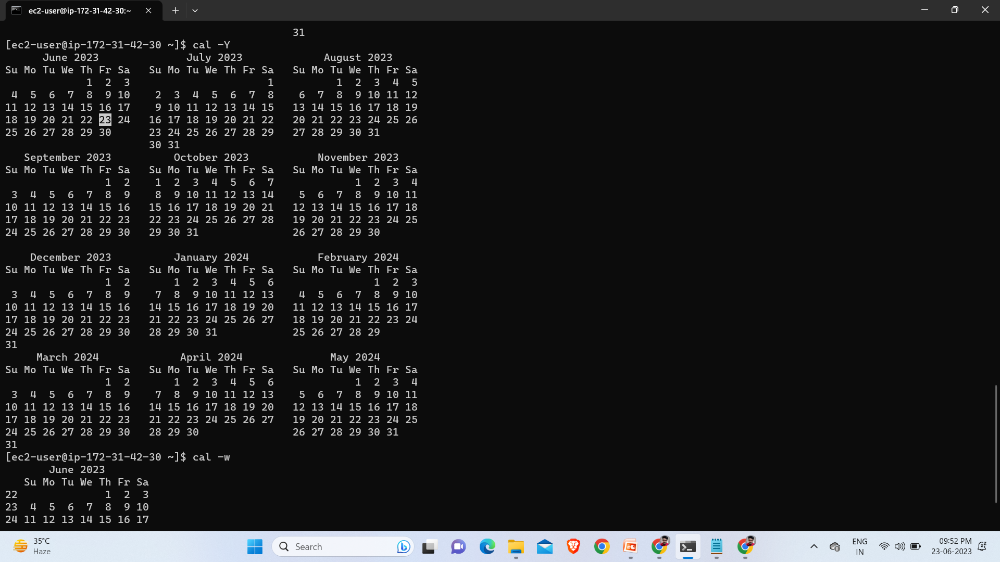 ec2-user@ip-172-31-42-30:~
                                              31
[ec2-user@ip-172-31-42-30 ~]$ cal -Y
      June 2023              July 2023             August 2023
Su Mo Tu We Th Fr Sa   Su Mo Tu We Th Fr Sa   Su Mo Tu We Th Fr Sa
             1  2  3                      1          1  2  3  4  5
 4  5  6  7  8  9 10    2  3  4  5  6  7  8    6  7  8  9 10 11 12
11 12 13 14 15 16 17    9 10 11 12 13 14 15   13 14 15 16 17 18 19
18 19 20 21 22 23 24   16 17 18 19 20 21 22   20 21 22 23 24 25 26
25 26 27 28 29 30      23 24 25 26 27 28 29   27 28 29 30 31
                       30 31
   September 2023          October 2023           November 2023
Su Mo Tu We Th Fr Sa   Su Mo Tu We Th Fr Sa   Su Mo Tu We Th Fr Sa
                1  2    1  2  3  4  5  6  7             1  2  3  4
 3  4  5  6  7  8  9    8  9 10 11 12 13 14    5  6  7  8  9 10 11
10 11 12 13 14 15 16   15 16 17 18 19 20 21   12 13 14 15 16 17 18
17 18 19 20 21 22 23   22 23 24 25 26 27 28   19 20 21 22 23 24 25
24 25 26 27 28 29 30   29 30 31               26 27 28 29 30
    December 2023          January 2024           February 2024
Su Mo Tu We Th Fr Sa   Su Mo Tu We Th Fr Sa   Su Mo Tu We Th Fr Sa
                1  2       1  2  3  4  5  6                1  2  3
 3  4  5  6  7  8  9    7  8  9 10 11 12 13    4  5  6  7  8  9 10
10 11 12 13 14 15 16   14 15 16 17 18 19 20   11 12 13 14 15 16 17
17 18 19 20 21 22 23   21 22 23 24 25 26 27   18 19 20 21 22 23 24
24 25 26 27 28 29 30   28 29 30 31            25 26 27 28 29
31
     March 2024             April 2024              May 2024
Su Mo Tu We Th Fr Sa   Su Mo Tu We Th Fr Sa   Su Mo Tu We Th Fr Sa
                1  2       1  2  3  4  5  6             1  2  3  4
 3  4  5  6  7  8  9    7  8  9 10 11 12 13    5  6  7  8  9 10 11
10 11 12 13 14 15 16   14 15 16 17 18 19 20   12 13 14 15 16 17 18
17 18 19 20 21 22 23   21 22 23 24 25 26 27   19 20 21 22 23 24 25
24 25 26 27 28 29 30   28 29 30               26 27 28 29 30 31
31
[ec2-user@ip-172-31-42-30 ~]$ cal -w
       June 2023
   Su Mo Tu We Th Fr Sa
22              1  2  3
23  4  5  6  7  8  9 10
24 11 12 13 14 15 16 17
35°C
Haze
Search
ENG
IN
09:52 PM
23-06-2023